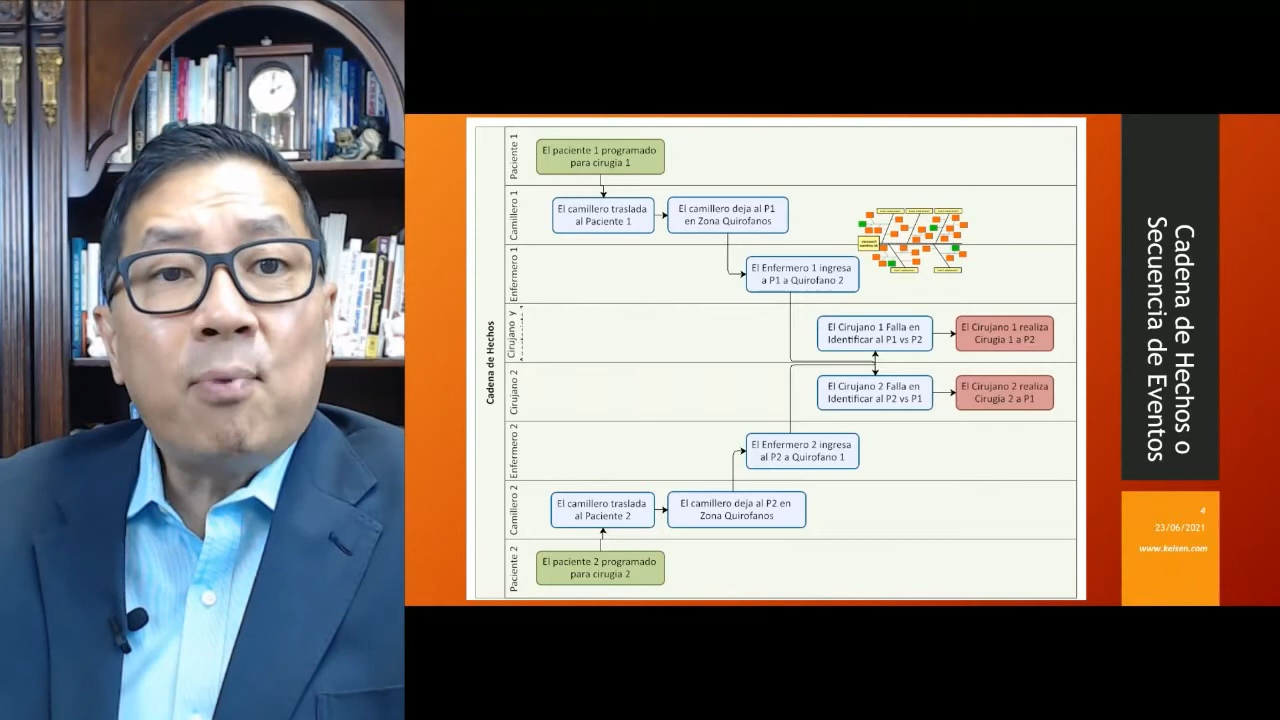 Cadena de Hechos
Paciente 1
El paciente 1 programado
para cirugía 1
Camillero 1
El camillero traslada
al Paciente 1
El camillero deja al P1
en Zona Quirofanos
Enfermero 1
El Enfermero 1 ingresa
a P1 a Quirofano 2
Cirujano y
El Cirujano 1 Falla en
Identificar al P1 vs P2
El Cirujano 1 realiza
Cirugia 1 a P2
Cirujano 2
El Cirujano 2 Falla en
Identificar al P2 vs P1
El Cirujano 2 realiza
Cirugia 2 a P1
Enfermero 2
El Enfermero 2 ingresa
al P2 a Quirofano 1
Camillero 2
El camillero traslada
al Paciente 2
El camillero deja al P2 en
Zona Quirofanos
Paciente 2
El paciente 2 programado
para cirugía 2
Cadena de Hechos o
Secuencia de Eventos
4
23/06/2021
www.keisen.com